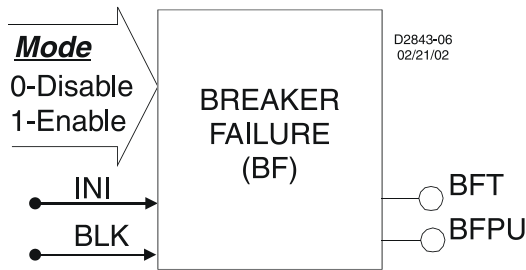 Mode
0-Disable
1-Enable
INI
BLK
BREAKER
FAILURE
(BF)
D2843-06
02/21/02
BFT
BFPU